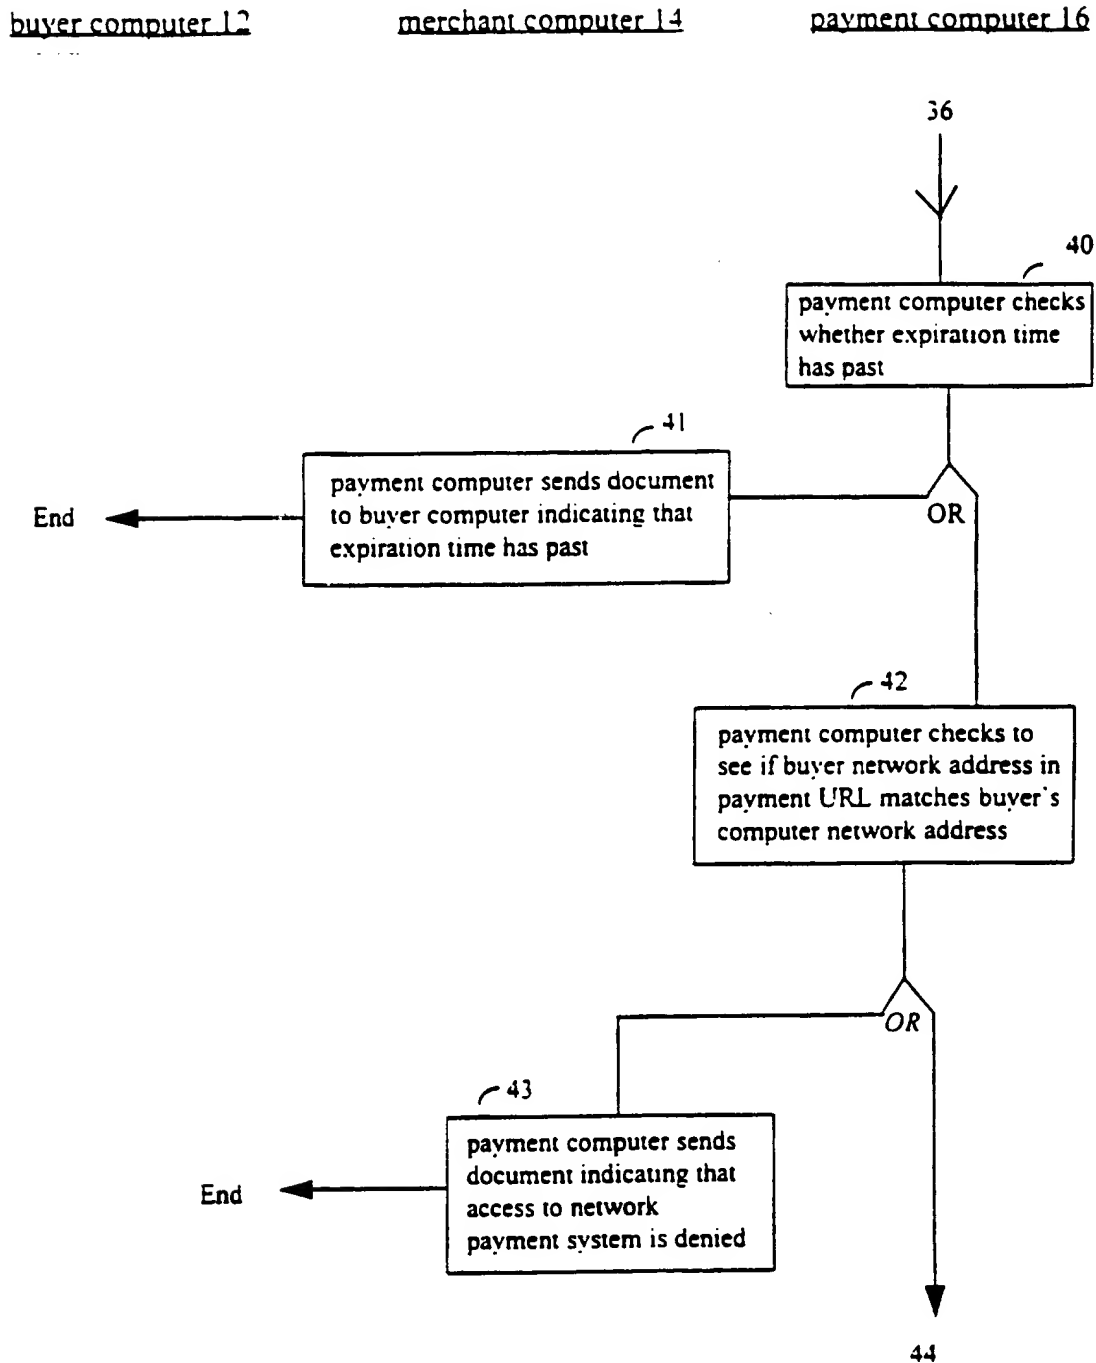 buyer computer 12 merchant computer 14 payment computer 16
36
40
payment computer checks
whether expiration time
has past
41
payment computer sends document
to buyer computer indicating that
expiration time has past
End
OR
42
payment computer checks to
see if buyer network address in
payment URL matches buyer's
computer network address
OR
43
payment computer sends
document indicating that
access to network
payment system is denied
End
44